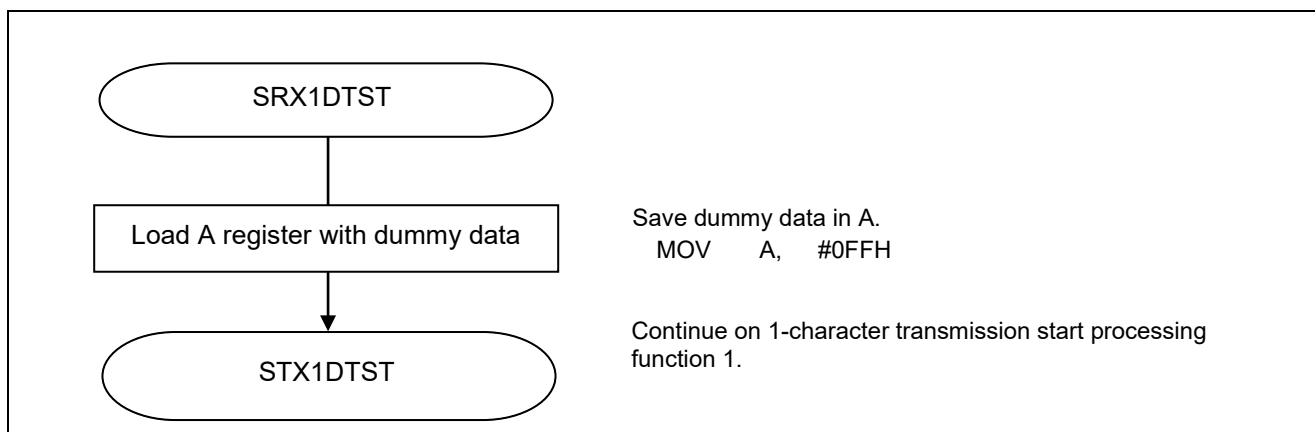 SRX1DTST
Load A register with dummy data
Save dummy data in A.
MOV A, #0FFH
STX1DTST
Continue on 1-character transmission start processing
function 1.